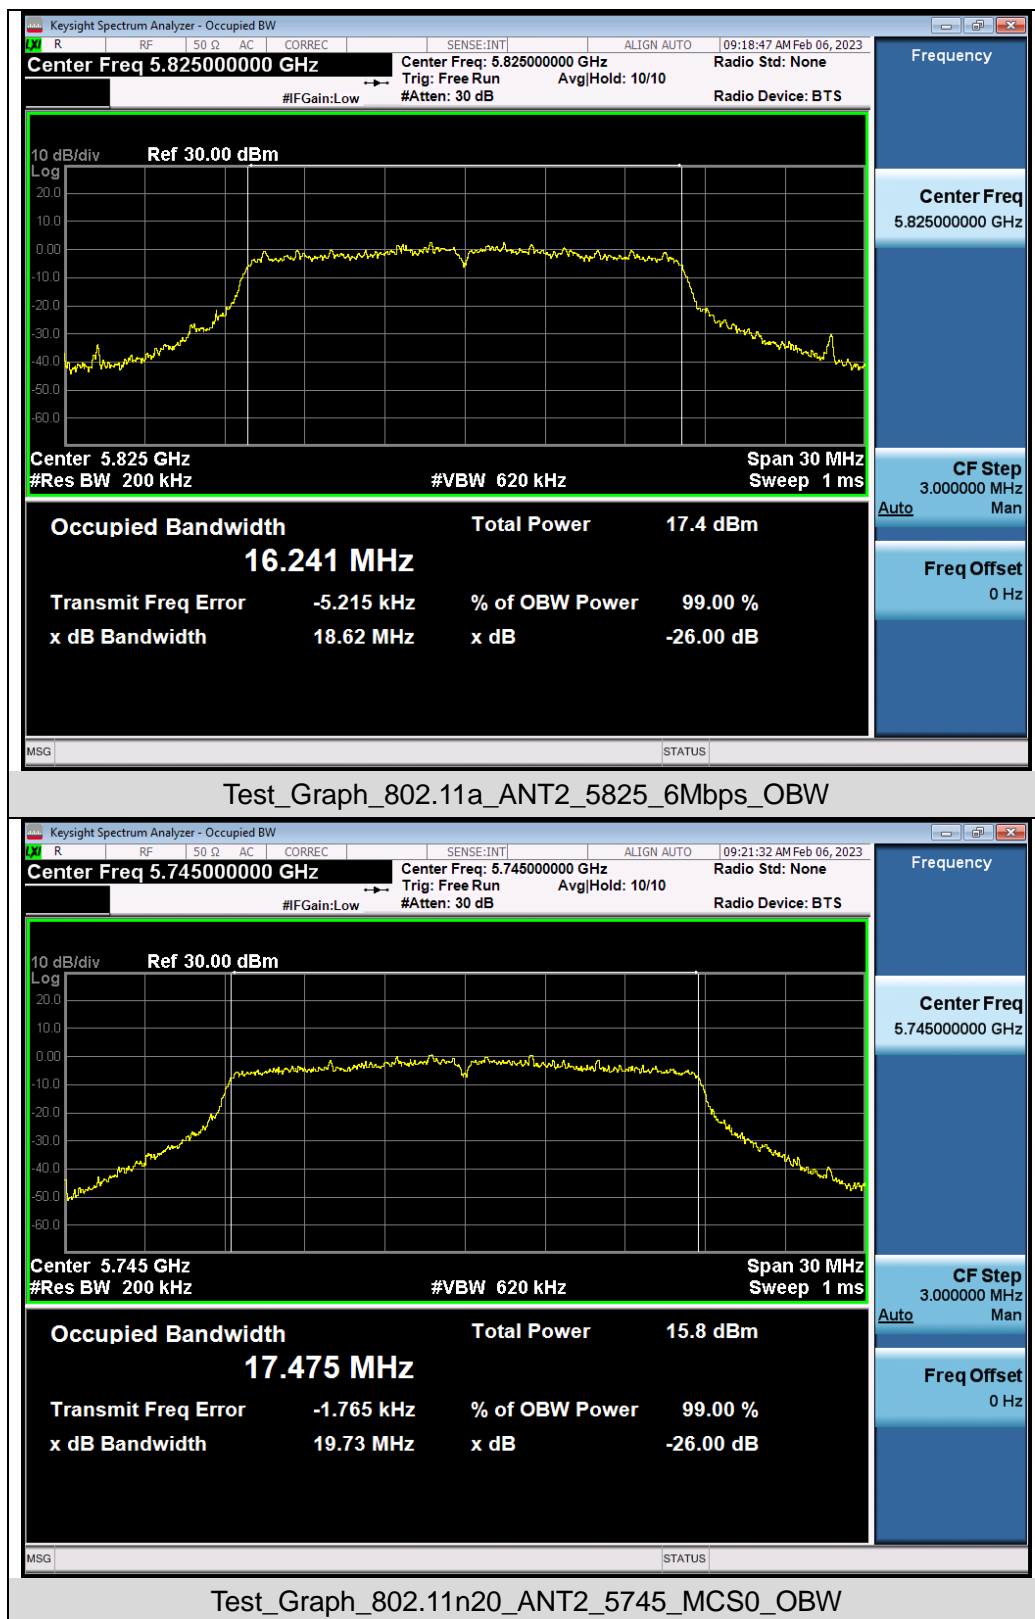 Keysight Spectrum Analyzer - Occupied BW
LXI R RF 50 Ω AC CORREC SENSE:INT ALIGN AUTO 09:18:47 AM Feb 06, 2023
Center Freq 5.825000000 GHz
Center Freq: 5.825000000 GHz Radio Std: None
Trig: Free Run Avg|Hold: 10/10
#IFGain:Low #Atten: 30 dB Radio Device: BTS
Frequency
10 dB/div Ref 30.00 dBm
Log
20.0
10.0
0.00
-10.0
-20.0
-30.0
-40.0
-50.0
-60.0
Center Freq
5.825000000 GHz
Center 5.825 GHz Span 30 MHz
#Res BW 200 kHz #VBW 620 kHz Sweep 1 ms
CF Step
3.000000 MHz
Auto Man
Occupied Bandwidth Total Power 17.4 dBm
16.241 MHz
Freq Offset
0 Hz
Transmit Freq Error -5.215 kHz % of OBW Power 99.00 %
x dB Bandwidth 18.62 MHz x dB -26.00 dB
MSG STATUS
Test_Graph_802.11a_ANT2_5825_6Mbps_OBW
Keysight Spectrum Analyzer - Occupied BW
LXI R RF 50 Ω AC CORREC SENSE:INT ALIGN AUTO 09:21:32 AM Feb 06, 2023
Center Freq 5.745000000 GHz
Center Freq: 5.745000000 GHz Radio Std: None
Trig: Free Run Avg|Hold: 10/10
#IFGain:Low #Atten: 30 dB Radio Device: BTS
Frequency
10 dB/div Ref 30.00 dBm
Log
20.0
10.0
0.00
-10.0
-20.0
-30.0
-40.0
-50.0
-60.0
Center Freq
5.745000000 GHz
Center 5.745 GHz Span 30 MHz
#Res BW 200 kHz #VBW 620 kHz Sweep 1 ms
CF Step
3.000000 MHz
Auto Man
Occupied Bandwidth Total Power 15.8 dBm
17.475 MHz
Freq Offset
0 Hz
Transmit Freq Error -1.765 kHz % of OBW Power 99.00 %
x dB Bandwidth 19.73 MHz x dB -26.00 dB
MSG STATUS
Test_Graph_802.11n20_ANT2_5745_MCS0_OBW